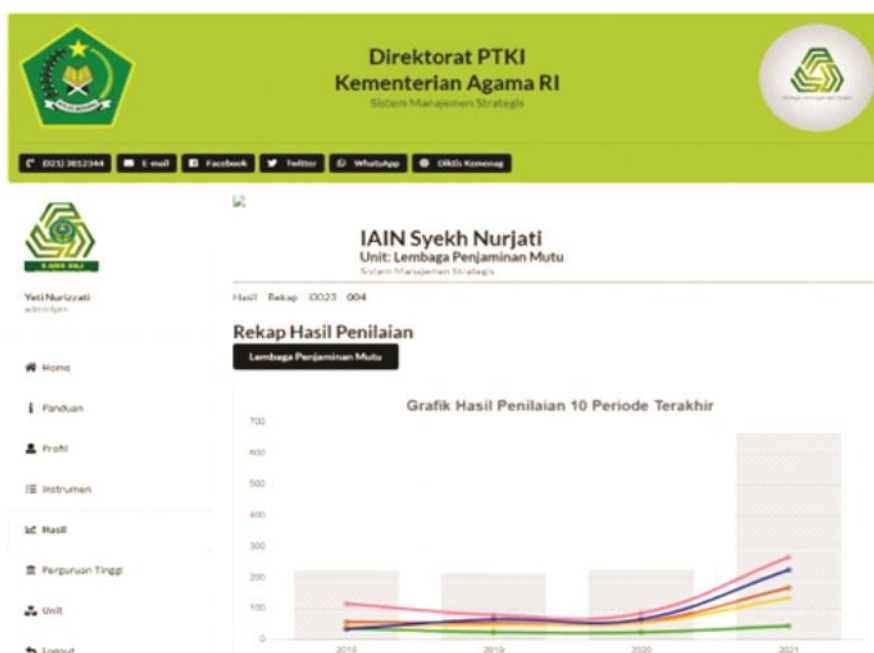 Direktorat PTKI
Kementerian Agama RI
Sistem Manajemen Strategis
(021) 3812344 E-mail Facebook Twitter WhatsApp Diktis Kemenag
IAIN Syekh Nurjati
Unit: Lembaga Penjaminan Mutu
Sistem Manajemen Strategis
Yeti Nurizzati
Hasil Rekap 004
Rekap Hasil Penilaian
Lembaga Penjaminan Mutu
Home
Panduan
Profil
Instrumen
Hasil
Perguruan Tinggi
Unit
Logout
Grafik Hasil Penilaian 10 Periode Terakhir
700
600
500
400
300
200
100
0
2018 2019 2020 2021